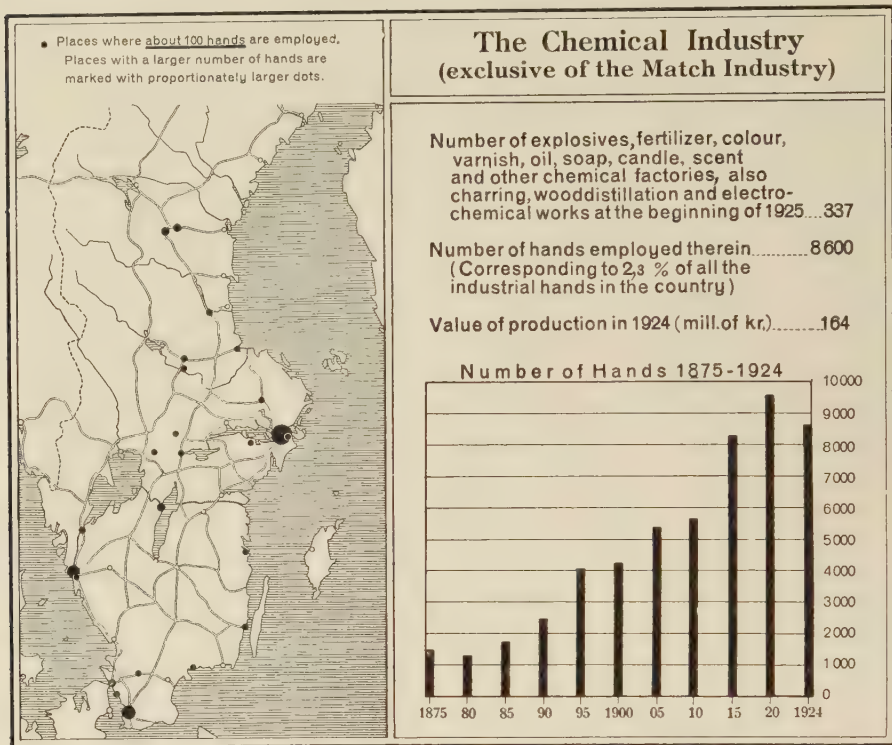 • Places where about 100 hands are employed.
Places with a larger number of hands are
marked with proportionately larger dots.
The Chemical Industry
(exclusive of the Match Industry)
Number of explosives, fertilizer, colour,
varnish, oil, soap, candle, scent
and other chemical factories, also
charring, wooddistillation and electro-
chemical works at the beginning of 1925....337
Number of hands employed therein..........8600
(Corresponding to 2,3 % of all the
industrial hands in the country)
Value of production in 1924 (mill. of kr.)........164
Number of Hands 1875-1924
10000
9000
8000
7000
6000
5000
4000
3000
2000
1000
0
1875 80 85 90 95 1900 05 10 15 20 1924